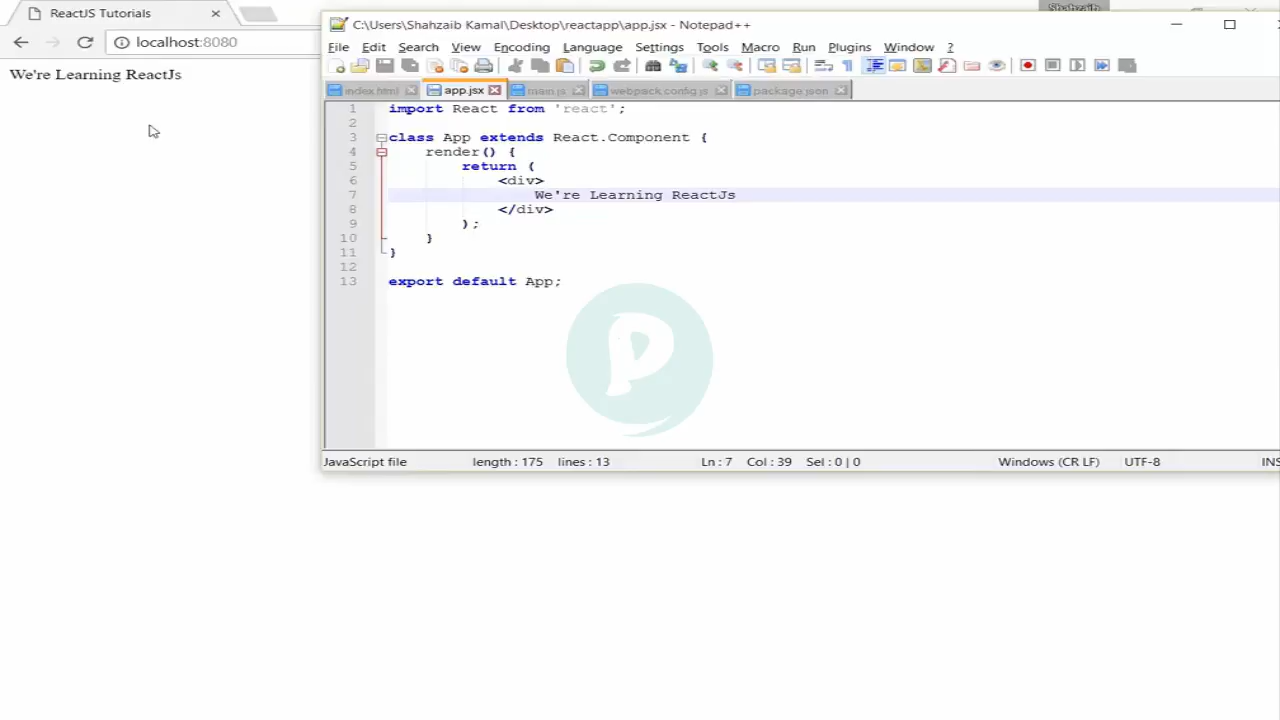 ReactJS Tutorials
localhost:8080
We're Learning ReactJs
Shahzaib
C:\Users\Shahzaib Kamal\Desktop\reactapp\app.jsx - Notepad++
File Edit Search View Encoding Language Settings Tools Macro Run Plugins Window ?
index.html app.jsx main.js webpack.config.js package.json
1 import React from 'react';
2
3 class App extends React.Component {
4 render() {
5 return (
6 <div>
7 We're Learning ReactJs
8 </div>
9 );
10 }
11 }
12
13 export default App;
P
JavaScript file length : 175 lines : 13 Ln : 7 Col : 39 Sel : 0 | 0 Windows (CR LF) UTF-8 INS